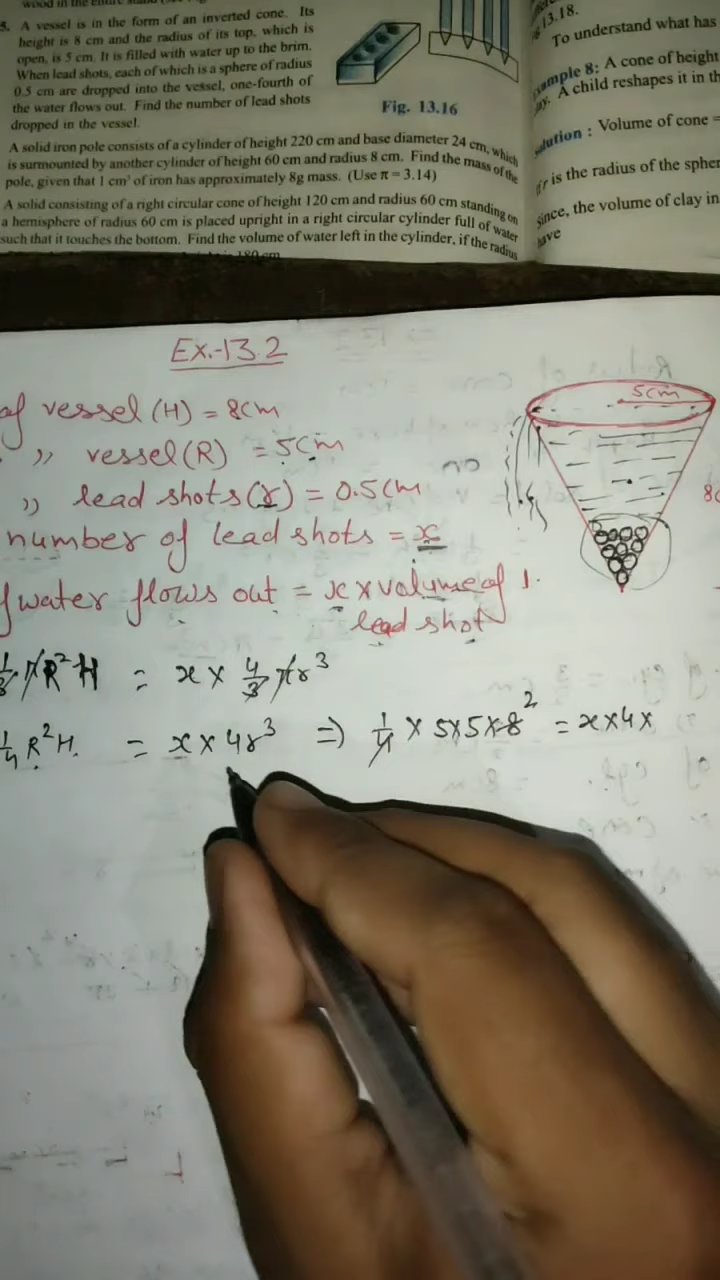 wood in the entire stand
5. A vessel is in the form of an inverted cone. Its
height is 8 cm and the radius of its top, which is
open, is 5 cm. It is filled with water up to the brim.
When lead shots, each of which is a sphere of radius
0.5 cm are dropped into the vessel, one-fourth of
the water flows out. Find the number of lead shots
dropped in the vessel.
Fig. 13.16
A solid iron pole consists of a cylinder of height 220 cm and base diameter 24 cm, which
is surmounted by another cylinder of height 60 cm and radius 8 cm. Find the mass of the
pole, given that 1 cm³ of iron has approximately 8g mass. (Use π = 3.14)
A solid consisting of a right circular cone of height 120 cm and radius 60 cm standing on
a hemisphere of radius 60 cm is placed upright in a right circular cylinder full of water
such that it touches the bottom. Find the volume of water left in the cylinder, if the radius
180 cm
13.18.
To understand what has
ample 8: A cone of height
A child reshapes it in th
olution : Volume of cone =
If r is the radius of the spher
Since, the volume of clay in
have
Ex.-13.2
of vessel (H) = 8cm
,, vessel (R) = 5cm
,, lead shots (r) = 0.5cm
number of lead shots = x
f water flows out = x × volume of 1
lead shot
5cm
πR²H = x × 4/3 πr³
1/4 R²H = x × 4r³ ⇒ 1/4 × 5×5×8² = x×4×